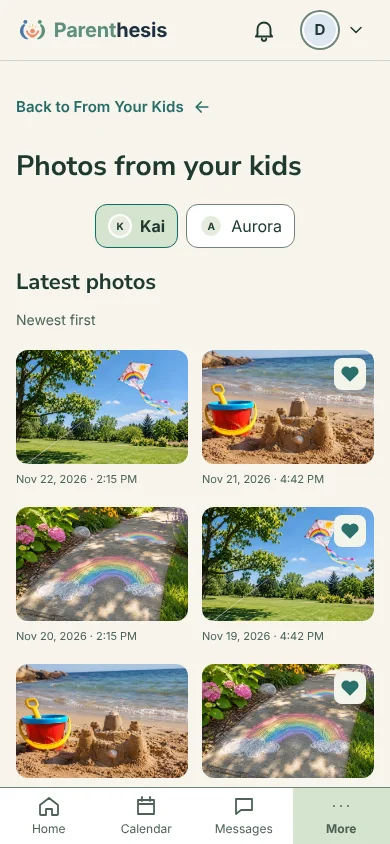 Parenthesis
D
Back to From Your Kids ←
Photos from your kids
K Kai
A Aurora
Latest photos
Newest first
Nov 22, 2026 · 2:15 PM
Nov 21, 2026 · 4:42 PM
Nov 20, 2026 · 2:15 PM
Nov 19, 2026 · 4:42 PM
Home
Calendar
Messages
More